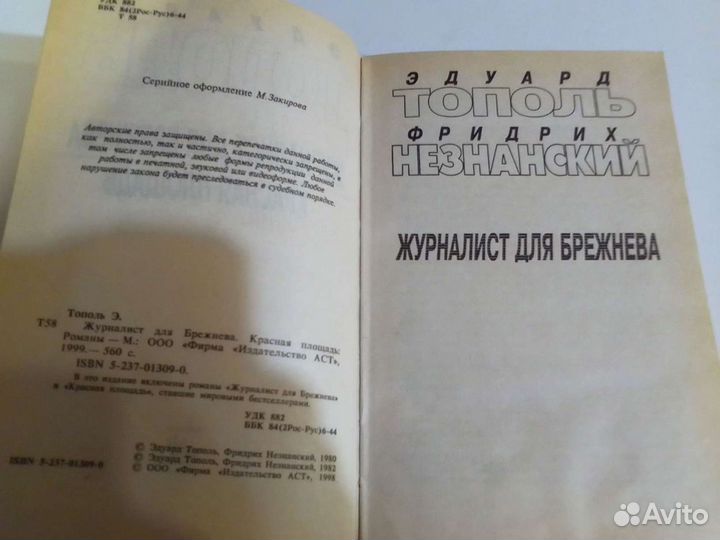 УДК 882
ББК 84(2Рос-Рус)6-44
Т 58
Серийное оформление М.Закирова
Авторские права защищены. Все перепечатки данной работы,
как полностью, так и частично, категорически запрещены, в
том числе запрещены любые формы репродукции данной
работы в печатной, звуковой или видеоформе. Любое
нарушение закона будет преследоваться в судебном порядке.
Тополь Э.
Т58 Журналист для Брежнева. Красная площадь:
Романы — М.: ООО «Фирма «Издательство АСТ»,
1999.— 560 с.
ISBN 5-237-01309-0.
В это издание включены романы «Журналист для Брежнева»
и «Красная площадь», ставшие мировыми бестселлерами.
УДК 882
ББК 84(2Рос-Рус)6-44
© Эдуард Тополь, Фридрих Незнанский, 1980
© Эдуард Тополь, Фридрих Незнанский, 1982
ISBN 5-237-01309-0 © ООО «Фирма «Издательство АСТ», 1998
ЭДУАРД
ТОПОЛЬ
ФРИДРИХ
НЕЗНАНСКИЙ
ЖУРНАЛИСТ ДЛЯ БРЕЖНЕВА
Avito